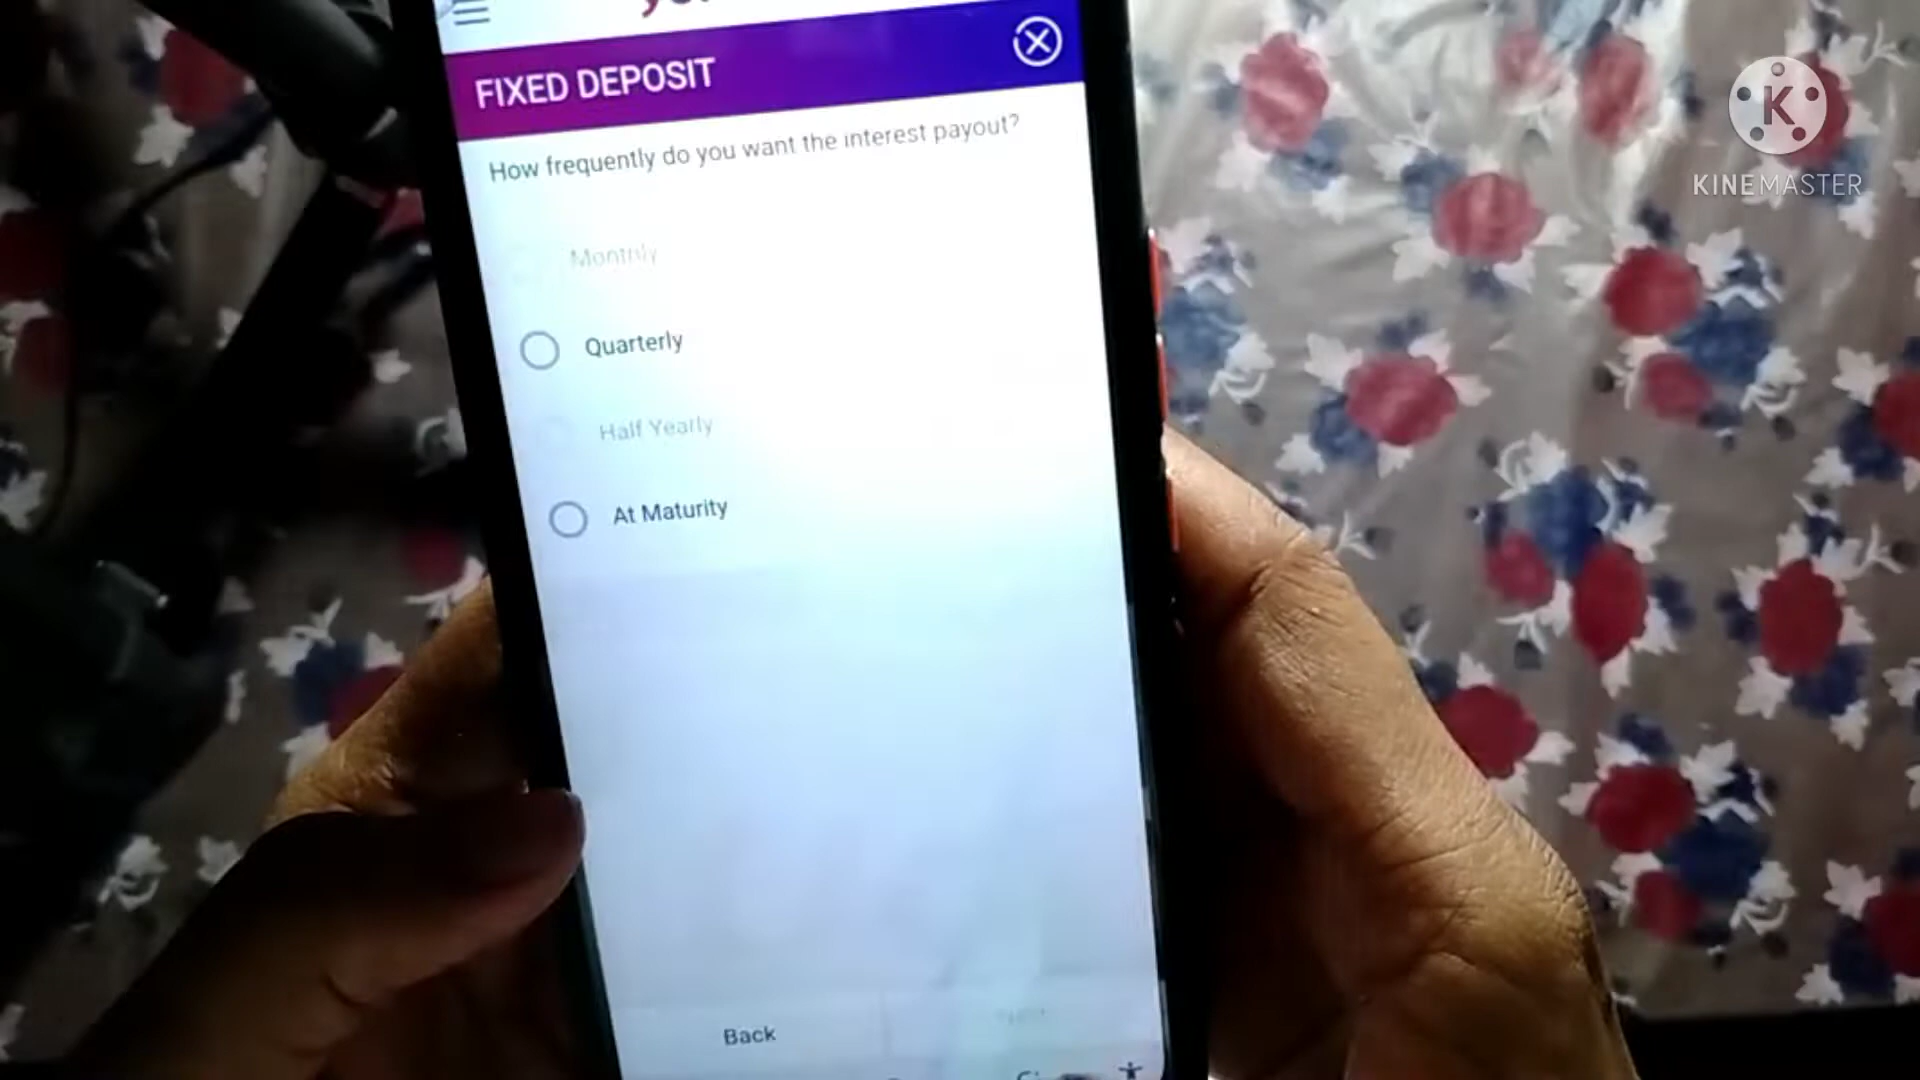 FIXED DEPOSIT
How frequently do you want the interest payout?
Monthly
Quarterly
Half Yearly
At Maturity
Back
K
KINEMASTER